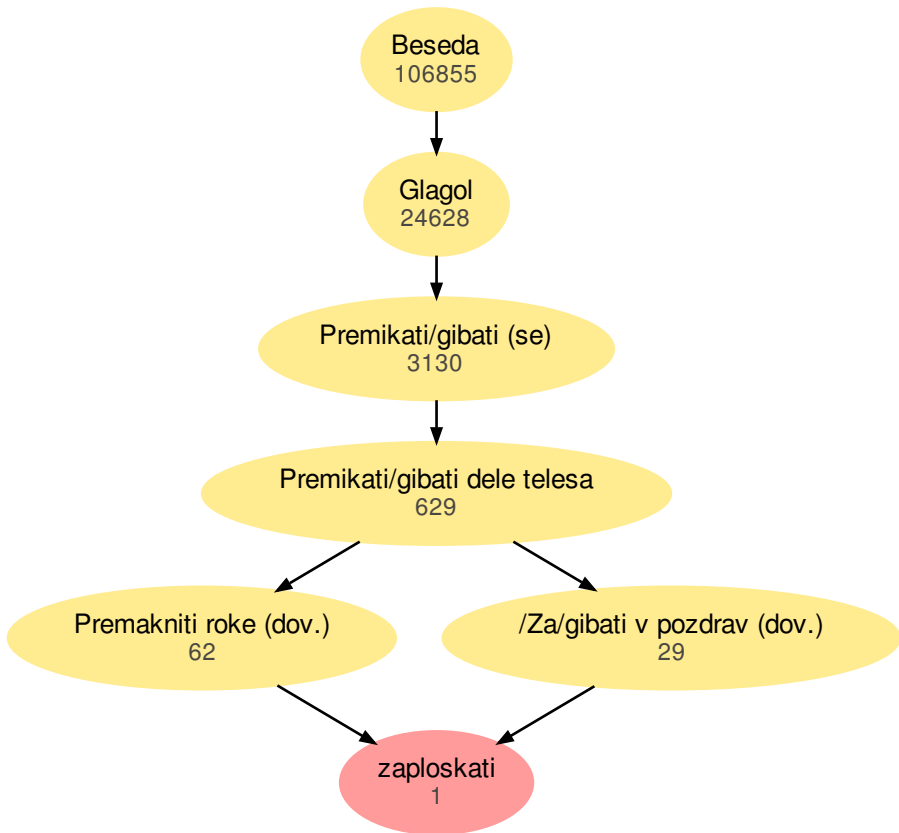 Beseda
106855
Glagol
24628
Premikati/gibati (se)
3130
Premikati/gibati dele telesa
629
Premakniti roke (dov.)
62
/Za/gibati v pozdrav (dov.)
29
zaploskati
1